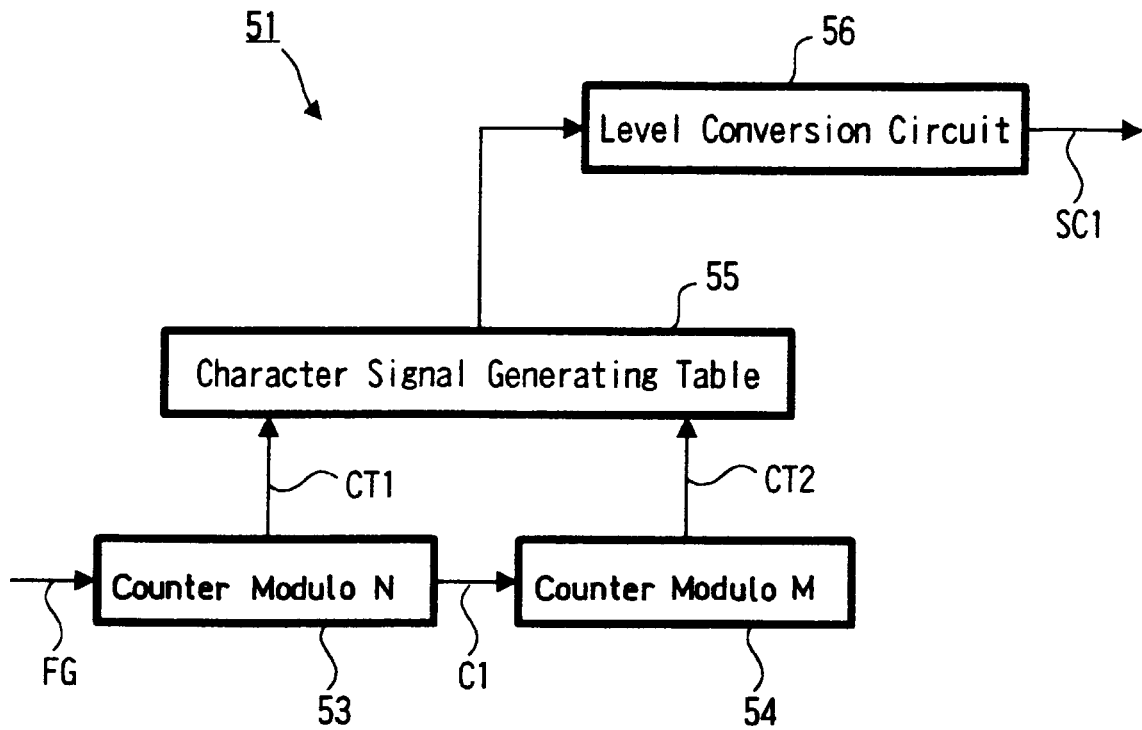 51
56
Level Conversion Circuit
SC1
55
Character Signal Generating Table
CT1
CT2
Counter Modulo N
Counter Modulo M
FG
C1
53
54